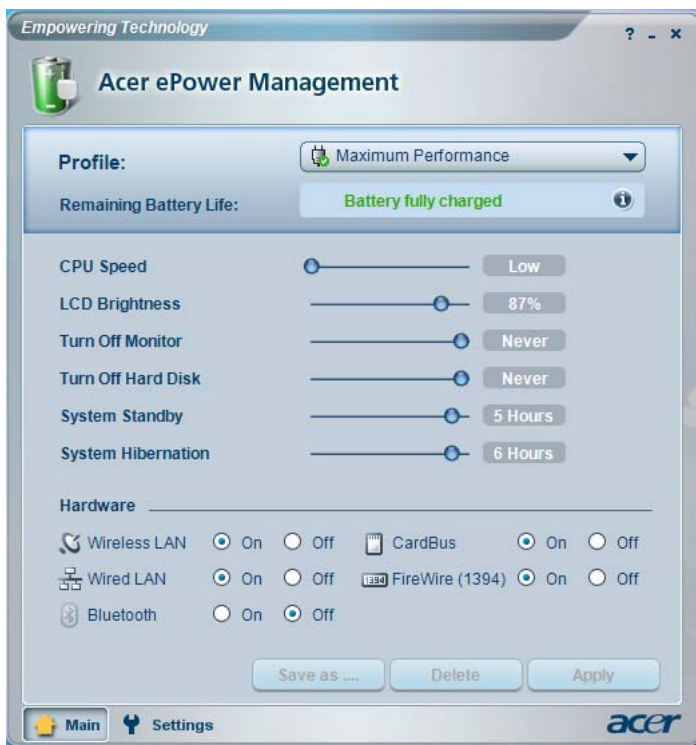 Empowering Technology
? - ×
Acer ePower Management
Profile: Maximum Performance
Remaining Battery Life: Battery fully charged
CPU Speed Low
LCD Brightness 87%
Turn Off Monitor Never
Turn Off Hard Disk Never
System Standby 5 Hours
System Hibernation 6 Hours
Hardware
Wireless LAN On Off CardBus On Off
Wired LAN On Off 1394 FireWire (1394) On Off
Bluetooth On Off
Save as .... Delete Apply
Main Settings acer